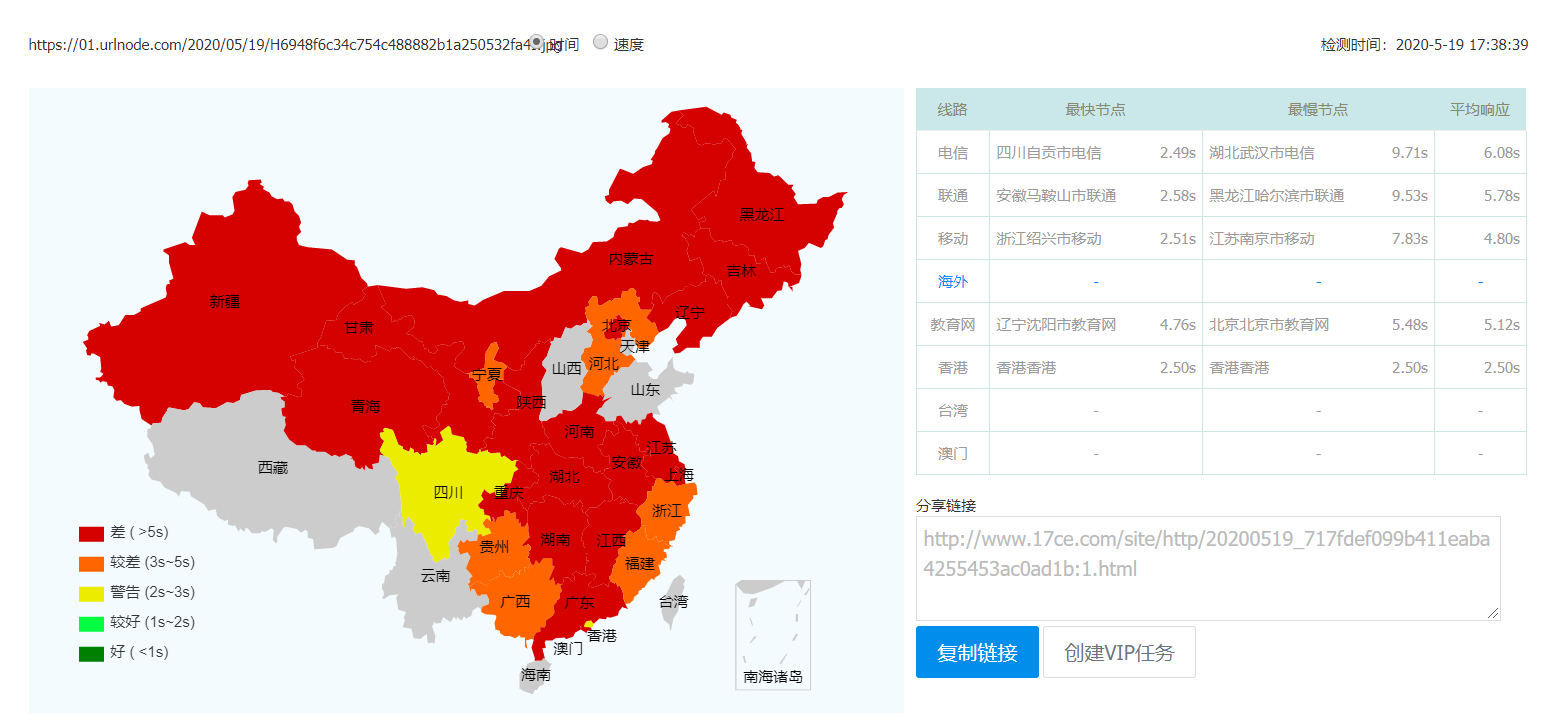 https://01.urlnode.com/2020/05/19/H6948f6c34c754c488882b1a250532fa4 .jpg 时间 速度 检测时间：2020-5-19 17:38:39
线路 最快节点 最慢节点 平均响应
电信 四川自贡市电信 2.49s 湖北武汉市电信 9.71s 6.08s
联通 安徽马鞍山市联通 2.58s 黑龙江哈尔滨市联通 9.53s 5.78s
移动 浙江绍兴市移动 2.51s 江苏南京市移动 7.83s 4.80s
海外 - - -
教育网 辽宁沈阳市教育网 4.76s 北京北京市教育网 5.48s 5.12s
香港 香港香港 2.50s 香港香港 2.50s 2.50s
台湾 - - -
澳门 - - -
黑龙江
内蒙古
吉林
新疆
辽宁
甘肃
北京
天津
河北
山西
宁夏
山东
陕西
青海
河南
江苏
安徽
西藏
上海
湖北
四川
重庆
浙江
湖南
江西
贵州
福建
云南
广西
广东
台湾
香港
澳门
海南
南海诸岛
差 ( >5s)
较差 (3s~5s)
警告 (2s~3s)
较好 (1s~2s)
好 ( <1s)
分享链接
http://www.17ce.com/site/http/20200519_717fdef099b411eaba
4255453ac0ad1b:1.html
复制链接 创建VIP任务